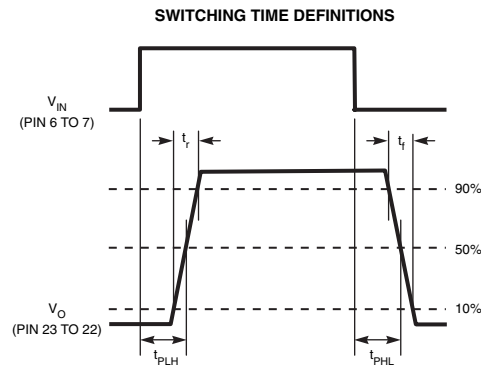 SWITCHING TIME DEFINITIONS
V_IN
(PIN 6 TO 7)
t_r
t_f
90%
50%
10%
V_O
(PIN 23 TO 22)
t_PLH
t_PHL